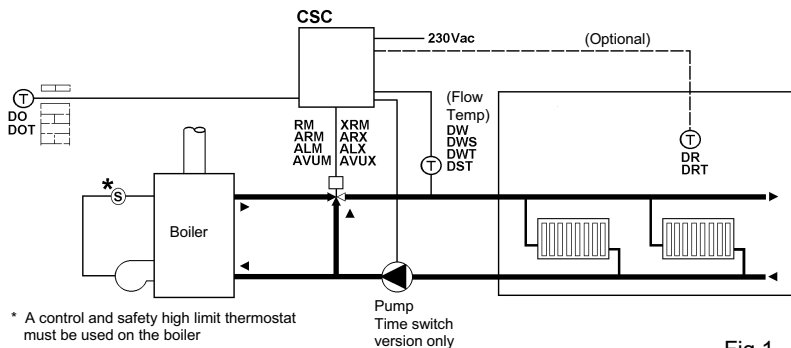 CSC
230Vac
(Optional)
T
DO
DOT
RM XRM
ARM ARX
ALM ALX
AVUM AVUX
(Flow
Temp)
DW
DWS
DWT
DST
T
T
DR
DRT
*
S
Boiler
Pump
Time switch
version only
* A control and safety high limit thermostat
must be used on the boiler